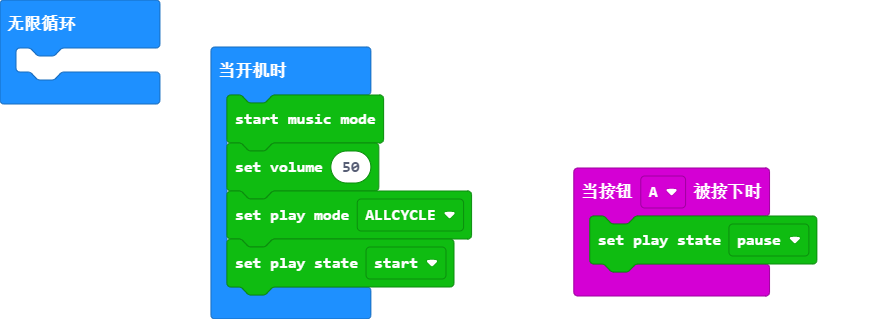 无限循环
当开机时
start music mode
set volume 50
set play mode ALLCYCLE
set play state start
当按钮 A 被按下时
set play state pause